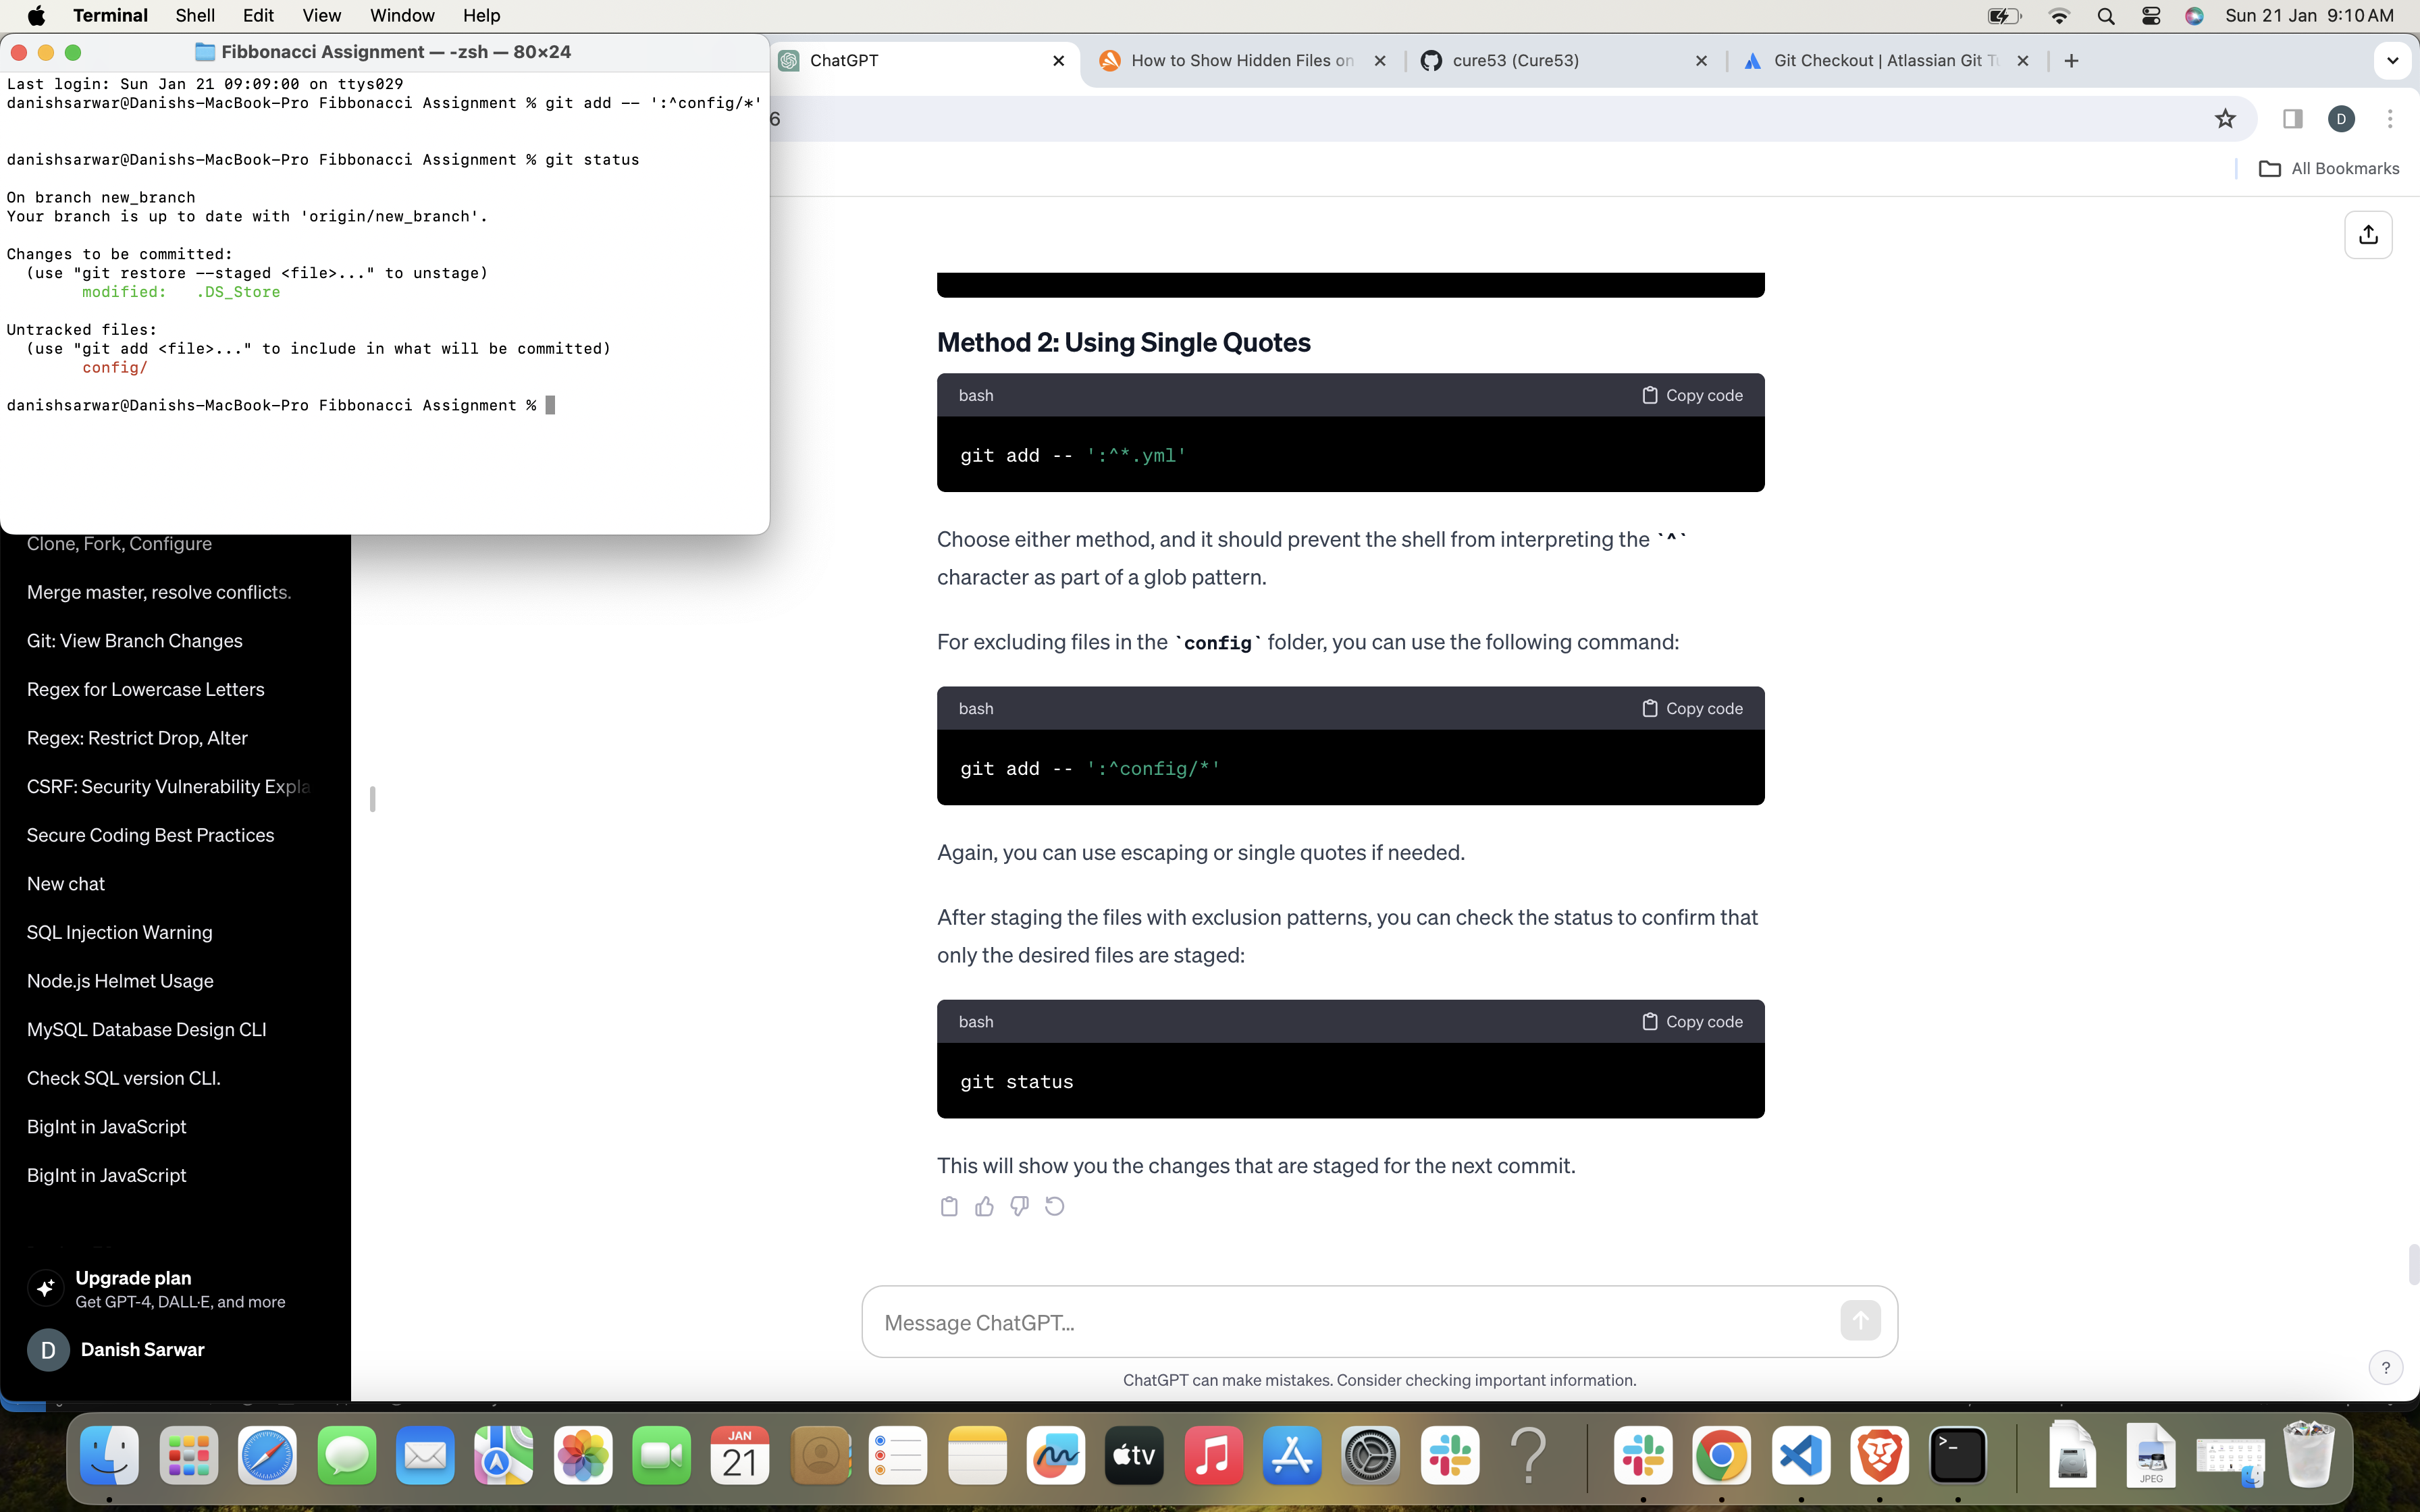 Terminal Shell Edit View Window Help Sun 21 Jan 9:10 AM
Fibbonacci Assignment — -zsh — 80×24
Last login: Sun Jan 21 09:09:00 on ttys029
danishsarwar@Danishs-MacBook-Pro Fibbonacci Assignment % git add -- ':^config/*'
danishsarwar@Danishs-MacBook-Pro Fibbonacci Assignment % git status
On branch new_branch
Your branch is up to date with 'origin/new_branch'.
Changes to be committed:
(use "git restore --staged <file>..." to unstage)
modified: .DS_Store
Untracked files:
(use "git add <file>..." to include in what will be committed)
config/
danishsarwar@Danishs-MacBook-Pro Fibbonacci Assignment %
ChatGPT
How to Show Hidden Files on
cure53 (Cure53)
Git Checkout | Atlassian Git
6
D
All Bookmarks
Clone, Fork, Configure
Merge master, resolve conflicts.
Git: View Branch Changes
Regex for Lowercase Letters
Regex: Restrict Drop, Alter
CSRF: Security Vulnerability Expla
Secure Coding Best Practices
New chat
SQL Injection Warning
Node.js Helmet Usage
MySQL Database Design CLI
Check SQL version CLI.
BigInt in JavaScript
BigInt in JavaScript
Upgrade plan
Get GPT-4, DALL·E, and more
D
Danish Sarwar
Method 2: Using Single Quotes
bash Copy code
git add -- ':^*.yml'
Choose either method, and it should prevent the shell from interpreting the `^`
character as part of a glob pattern.
For excluding files in the `config` folder, you can use the following command:
bash Copy code
git add -- ':^config/*'
Again, you can use escaping or single quotes if needed.
After staging the files with exclusion patterns, you can check the status to confirm that
only the desired files are staged:
bash Copy code
git status
This will show you the changes that are staged for the next commit.
Message ChatGPT...
ChatGPT can make mistakes. Consider checking important information.
?
JAN
21
tv
?
>_
JPEG